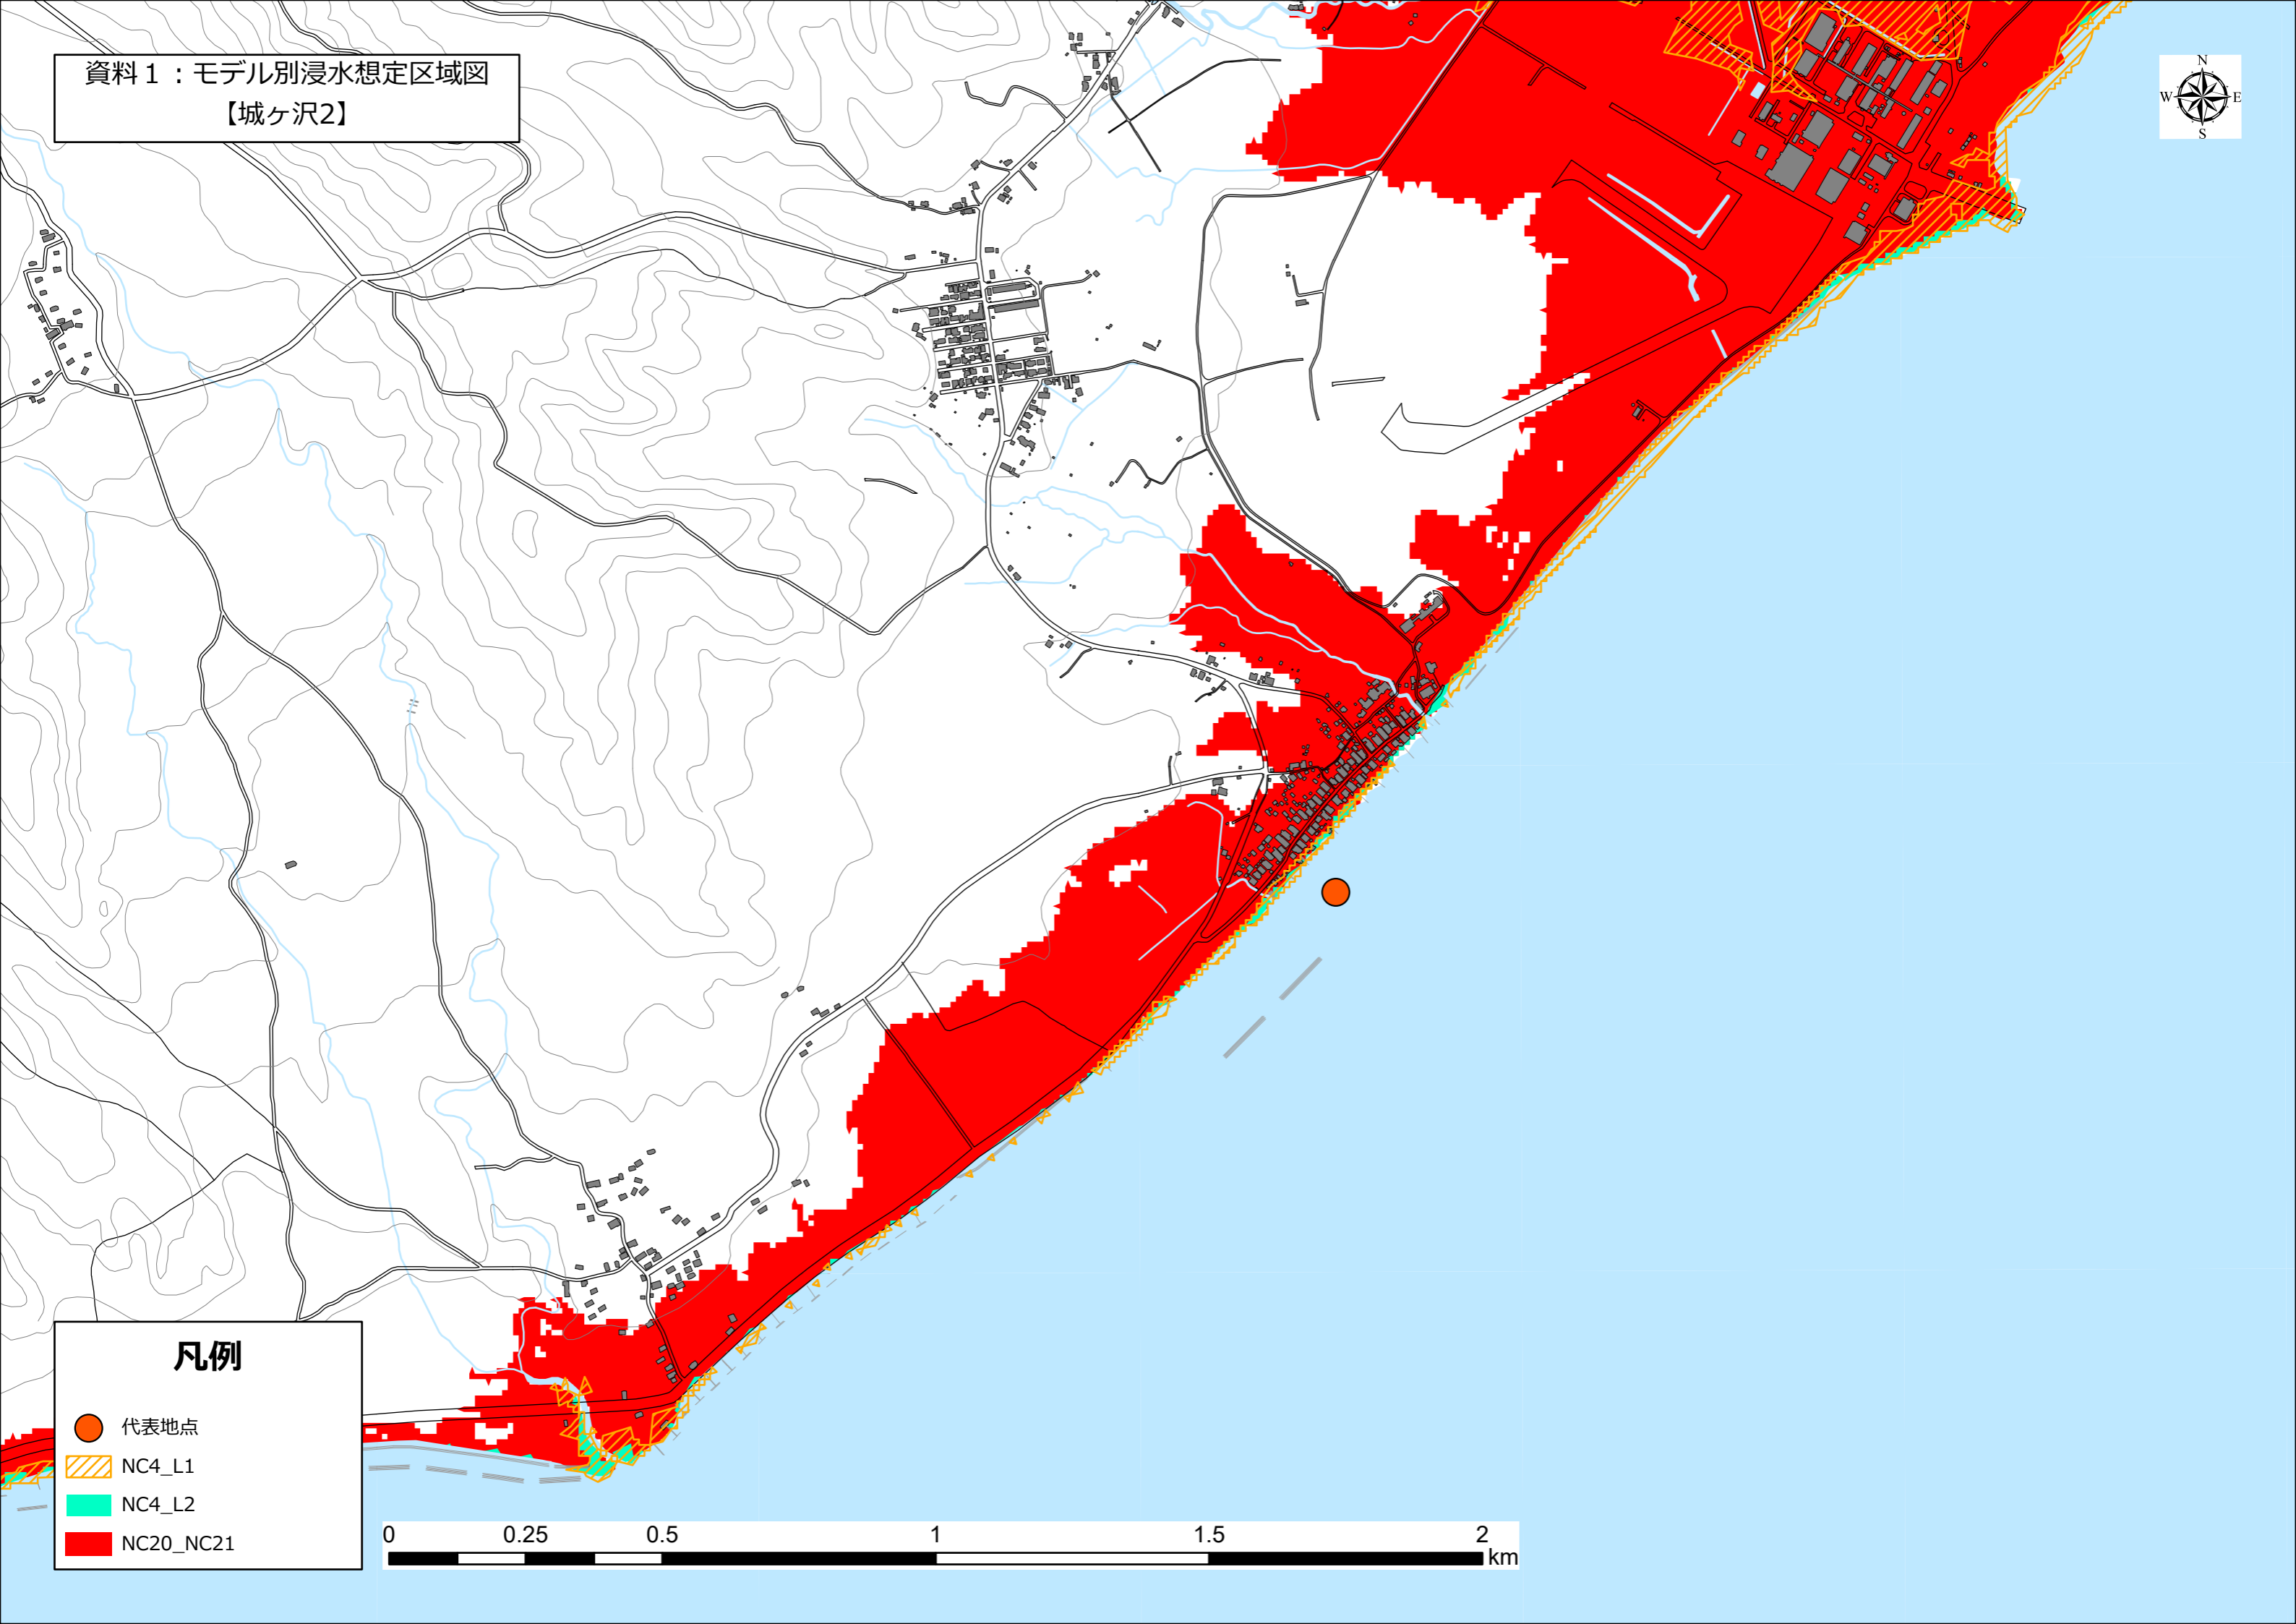 資料１：モデル別浸水想定区域図
【城ヶ沢2】
N
W E
S
凡例
代表地点
NC4_L1
NC4_L2
NC20_NC21
0 0.25 0.5 1 1.5 2
km